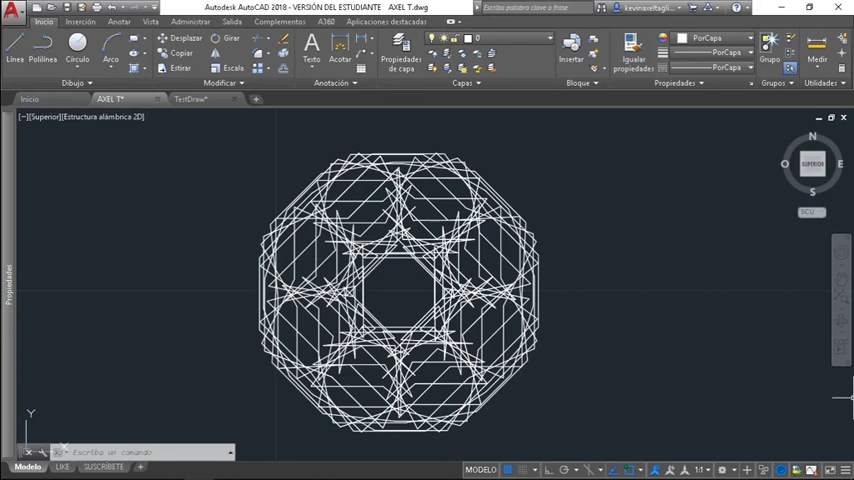 Autodesk AutoCAD 2018 - VERSIÓN DEL ESTUDIANTE AXEL T.dwg
Escriba palabra clave o frase
kevinaxeltagli...
Inicio Inserción Anotar Vista Administrar Salida Complementos A360 Aplicaciones destacadas
Línea Polilínea Círculo Arco
Desplazar Girar
Copiar
Estirar
Texto Acotar
Propiedades de capa
0
Insertar
Igualar propiedades
PorCapa
PorCapa
PorCapa
Grupo
Medir
Dibujo Modificar Anotación Capas Bloque Propiedades Grupos Utilidades
Inicio AXEL T* TestDraw*
[−][Superior][Estructura alámbrica 2D]
N
O SUPERIOR E
S
SCU
Propiedades
Y
X
Escriba un comando
Modelo LIKE SUSCRÍBETE
MODELO 1:1